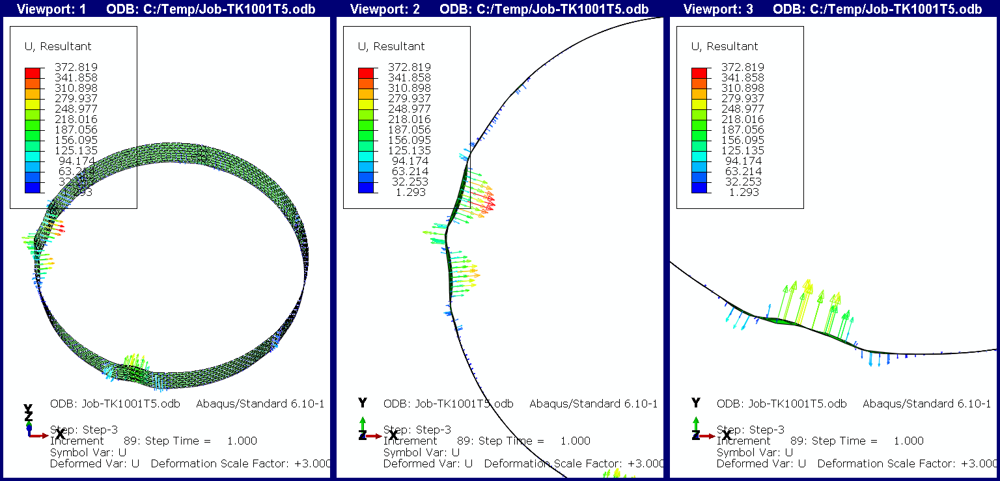 Viewport: 1 ODB: C:/Temp/Job-TK1001T5.odb
U, Resultant
372.819
341.858
310.898
279.937
248.977
218.016
187.056
156.095
125.135
94.174
63.214
32.253
1.293
Y
Z
X
ODB: Job-TK1001T5.odb Abaqus/Standard 6.10-1
Step: Step-3
Increment 89: Step Time = 1.000
Symbol Var: U
Deformed Var: U Deformation Scale Factor: +3.000
Viewport: 2 ODB: C:/Temp/Job-TK1001T5.odb
U, Resultant
372.819
341.858
310.898
279.937
248.977
218.016
187.056
156.095
125.135
94.174
63.214
32.253
1.293
Y
Z
X
ODB: Job-TK1001T5.odb Abaqus/Standard 6.10-1
Step: Step-3
Increment 89: Step Time = 1.000
Symbol Var: U
Deformed Var: U Deformation Scale Factor: +3.000
Viewport: 3 ODB: C:/Temp/Job-TK1001T5.odb
U, Resultant
372.819
341.858
310.898
279.937
248.977
218.016
187.056
156.095
125.135
94.174
63.214
32.253
1.293
Y
Z
X
ODB: Job-TK1001T5.odb Abaqus/Standard 6.10-1
Step: Step-3
Increment 89: Step Time = 1.000
Symbol Var: U
Deformed Var: U Deformation Scale Factor: +3.000